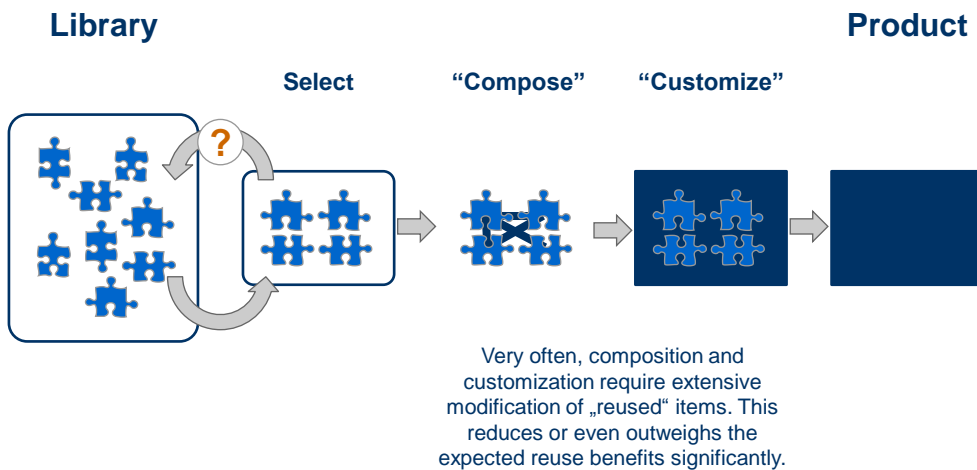 Library
Product
Select
“Compose”
“Customize”
?
Very often, composition and
customization require extensive
modification of „reused“ items. This
reduces or even outweighs the
expected reuse benefits significantly.